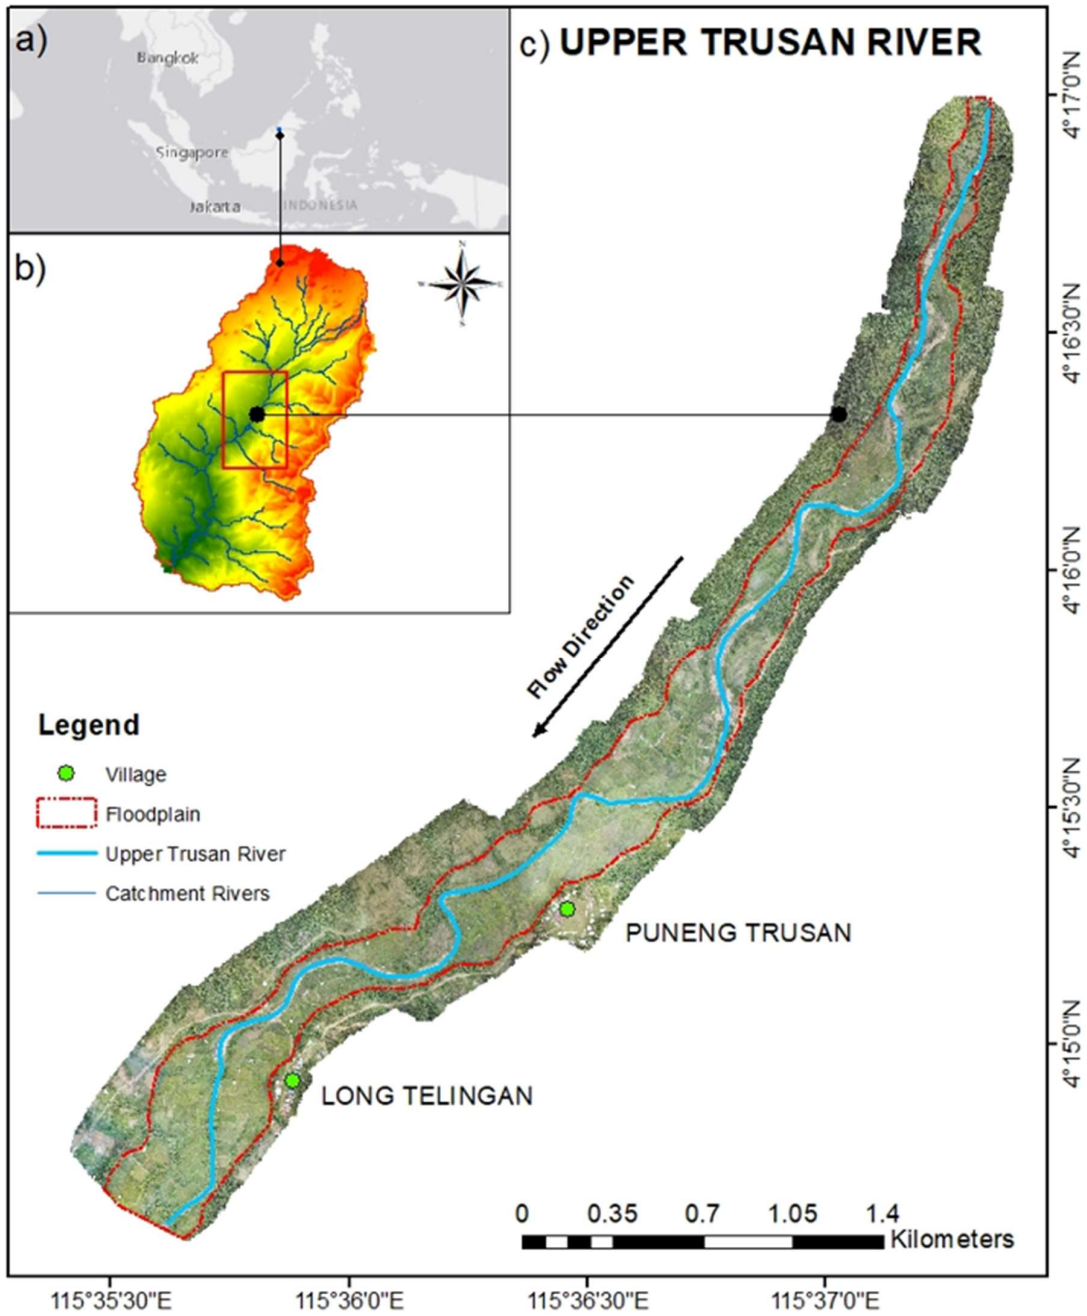 a)
Bangkok
Singapore
Jakarta
INDONESIA
b)
N
W
E
S
c) UPPER TRUSAN RIVER
4°17'0"N
4°16'30"N
4°16'0"N
4°15'30"N
4°15'0"N
Flow Direction
Legend
Village
Floodplain
Upper Trusan River
Catchment Rivers
PUNENG TRUSAN
LONG TELINGAN
0 0.35 0.7 1.05 1.4
Kilometers
115°35'30"E 115°36'0"E 115°36'30"E 115°37'0"E